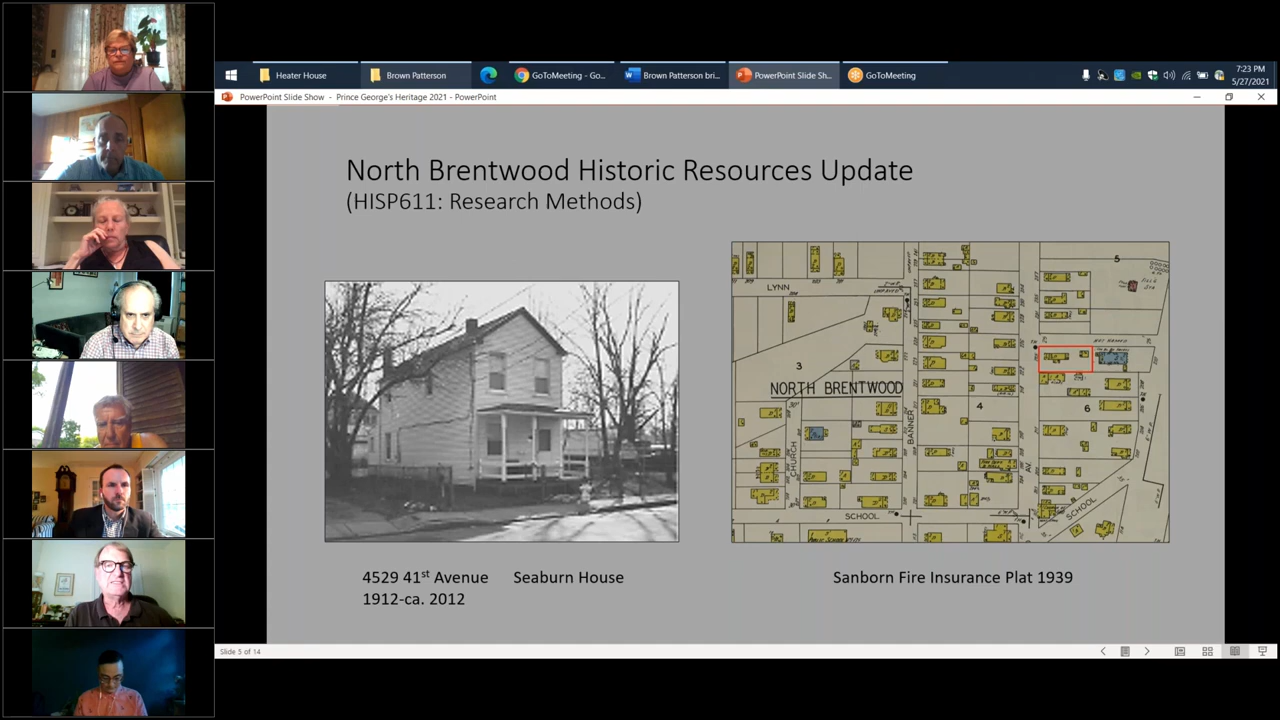 Heater House
Brown Patterson
GoToMeeting - Go...
Brown Patterson bri...
PowerPoint Slide Sh...
GoToMeeting
7:23 PM
5/27/2021
PowerPoint Slide Show - Prince George's Heritage 2021 - PowerPoint
North Brentwood Historic Resources Update
(HISP611: Research Methods)
LYNN
5
3
NORTH BRENTWOOD
4
6
BANNER
CHURCH
AV.
SCHOOL
SCHOOL
4529 41st Avenue Seaburn House
1912-ca. 2012
Sanborn Fire Insurance Plat 1939
Slide 5 of 14